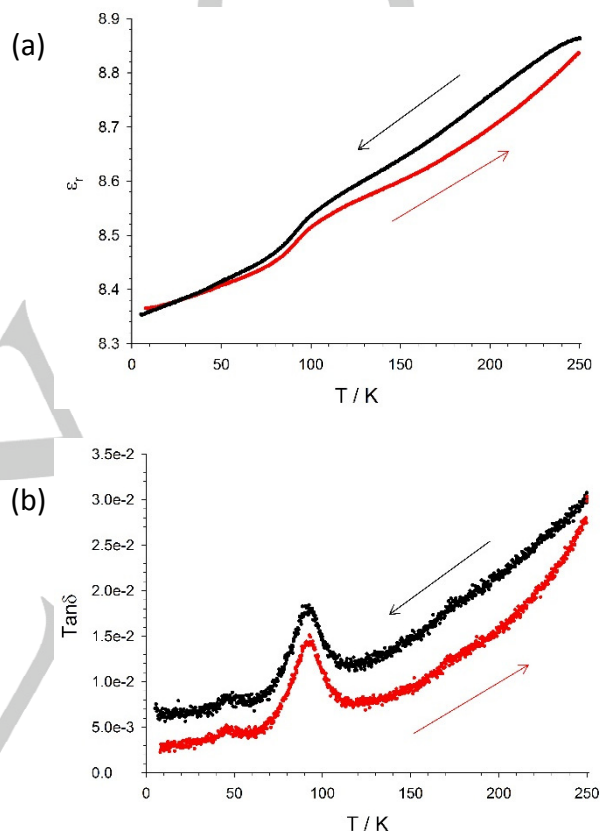 (a)
8.9
8.8
8.7
εr
8.6
8.5
8.4
8.3
0 50 100 150 200 250
T / K
(b)
3.5e-2
3.0e-2
2.5e-2
Tanδ
2.0e-2
1.5e-2
1.0e-2
5.0e-3
0.0
0 50 100 150 200 250
T / K